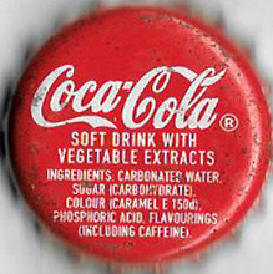 Coca-Cola ®
SOFT DRINK WITH
VEGETABLE EXTRACTS
INGREDIENTS: CARBONATED WATER,
SUGAR (CARBOHYDRATE),
COLOUR (CARAMEL E 150d),
PHOSPHORIC ACID, FLAVOURINGS
(INCLUDING CAFFEINE).